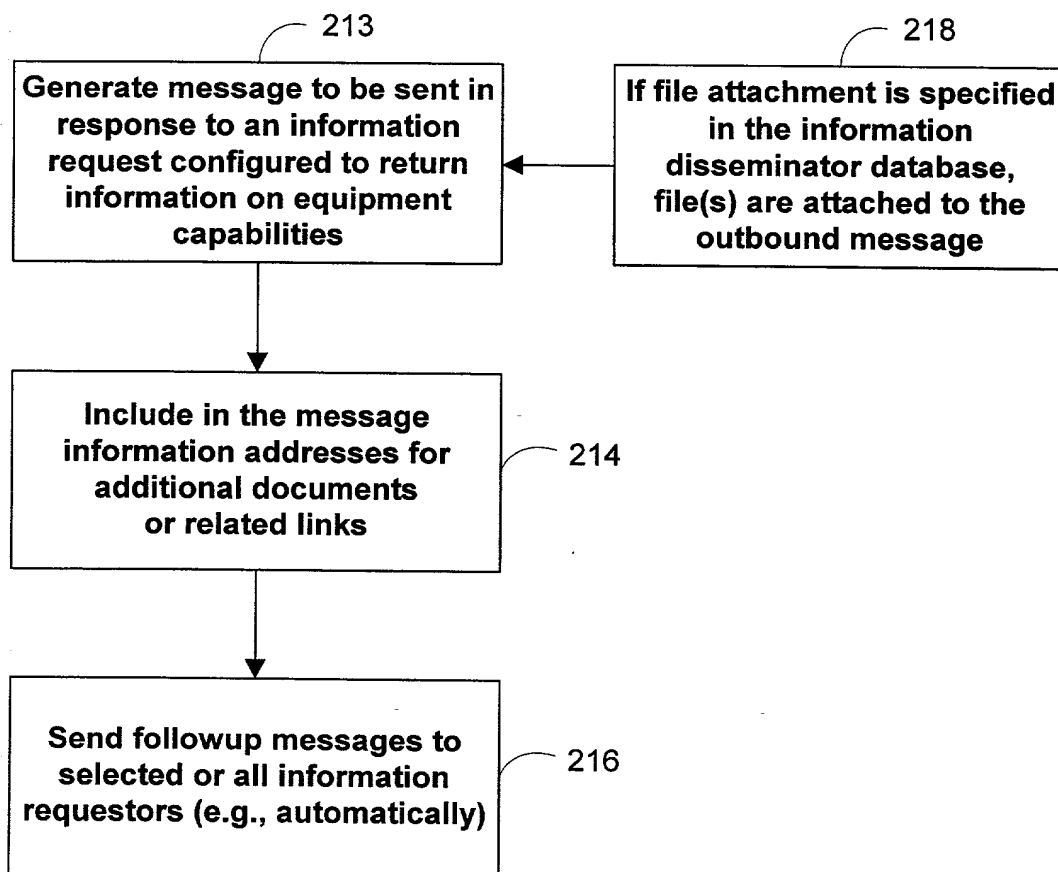 213
Generate message to be sent in
response to an information
request configured to return
information on equipment
capabilities
218
If file attachment is specified
in the information
disseminator database,
file(s) are attached to the
outbound message
Include in the message
information addresses for
additional documents
or related links
214
Send followup messages to
selected or all information
requestors (e.g., automatically)
216